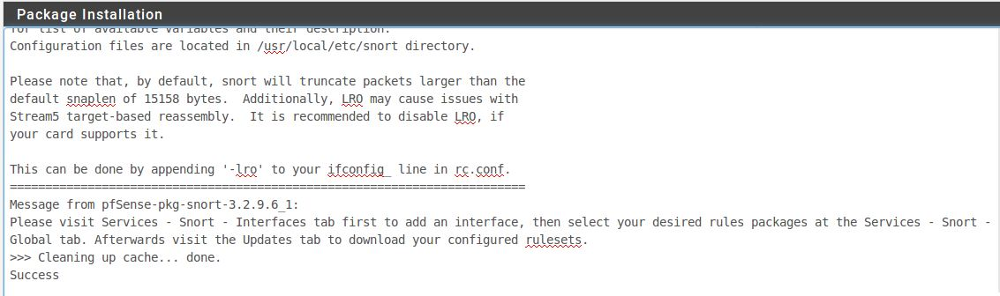 Package Installation
for list of available variables and their description.
Configuration files are located in /usr/local/etc/snort directory.
Please note that, by default, snort will truncate packets larger than the
default snaplen of 15158 bytes.  Additionally, LRO may cause issues with
Stream5 target-based reassembly.  It is recommended to disable LRO, if
your card supports it.
This can be done by appending '-lro' to your ifconfig_ line in rc.conf.
=========================================================================
Message from pfSense-pkg-snort-3.2.9.6_1:
Please visit Services - Snort - Interfaces tab first to add an interface, then select your desired rules packages at the Services - Snort -
Global tab. Afterwards visit the Updates tab to download your configured rulesets.
>>> Cleaning up cache... done.
Success